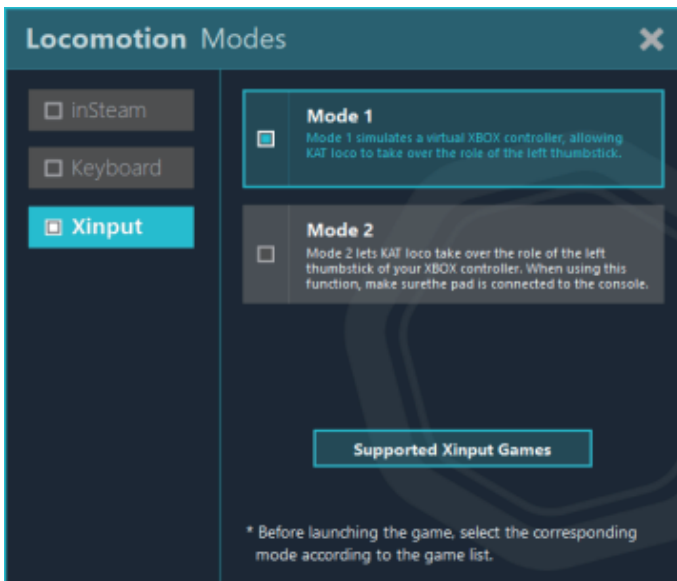 Locomotion Modes
inSteam
Keyboard
Xinput
Mode 1
Mode 1 simulates a virtual XBOX controller, allowing
KAT loco to take over the role of the left thumbstick.
Mode 2
Mode 2 lets KAT loco take over the role of the left
thumbstick of your XBOX controller. When using this
function, make surethe pad is connected to the console.
Supported Xinput Games
* Before launching the game, select the corresponding
mode according to the game list.